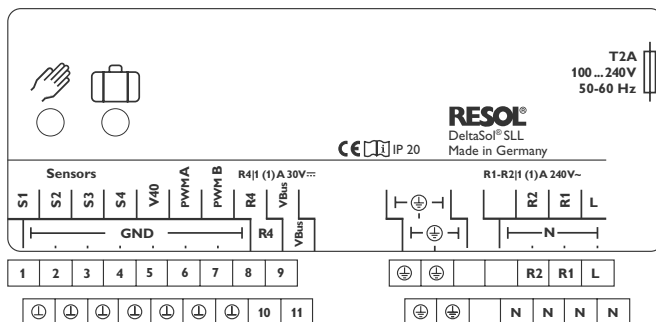 T2A
100 ... 240V
50-60 Hz
RESOL®
DeltaSol® SLL
Made in Germany
CE i IP 20
Sensors
R4|1 (1) A 30V
R1-R2|1 (1) A 240V~
S1 S2 S3 S4 V40 PWM A PWM B R4 VBus R2 R1 L
GND R4 VBus N
1 2 3 4 5 6 7 8 9 R2 R1 L
10 11 N N N N